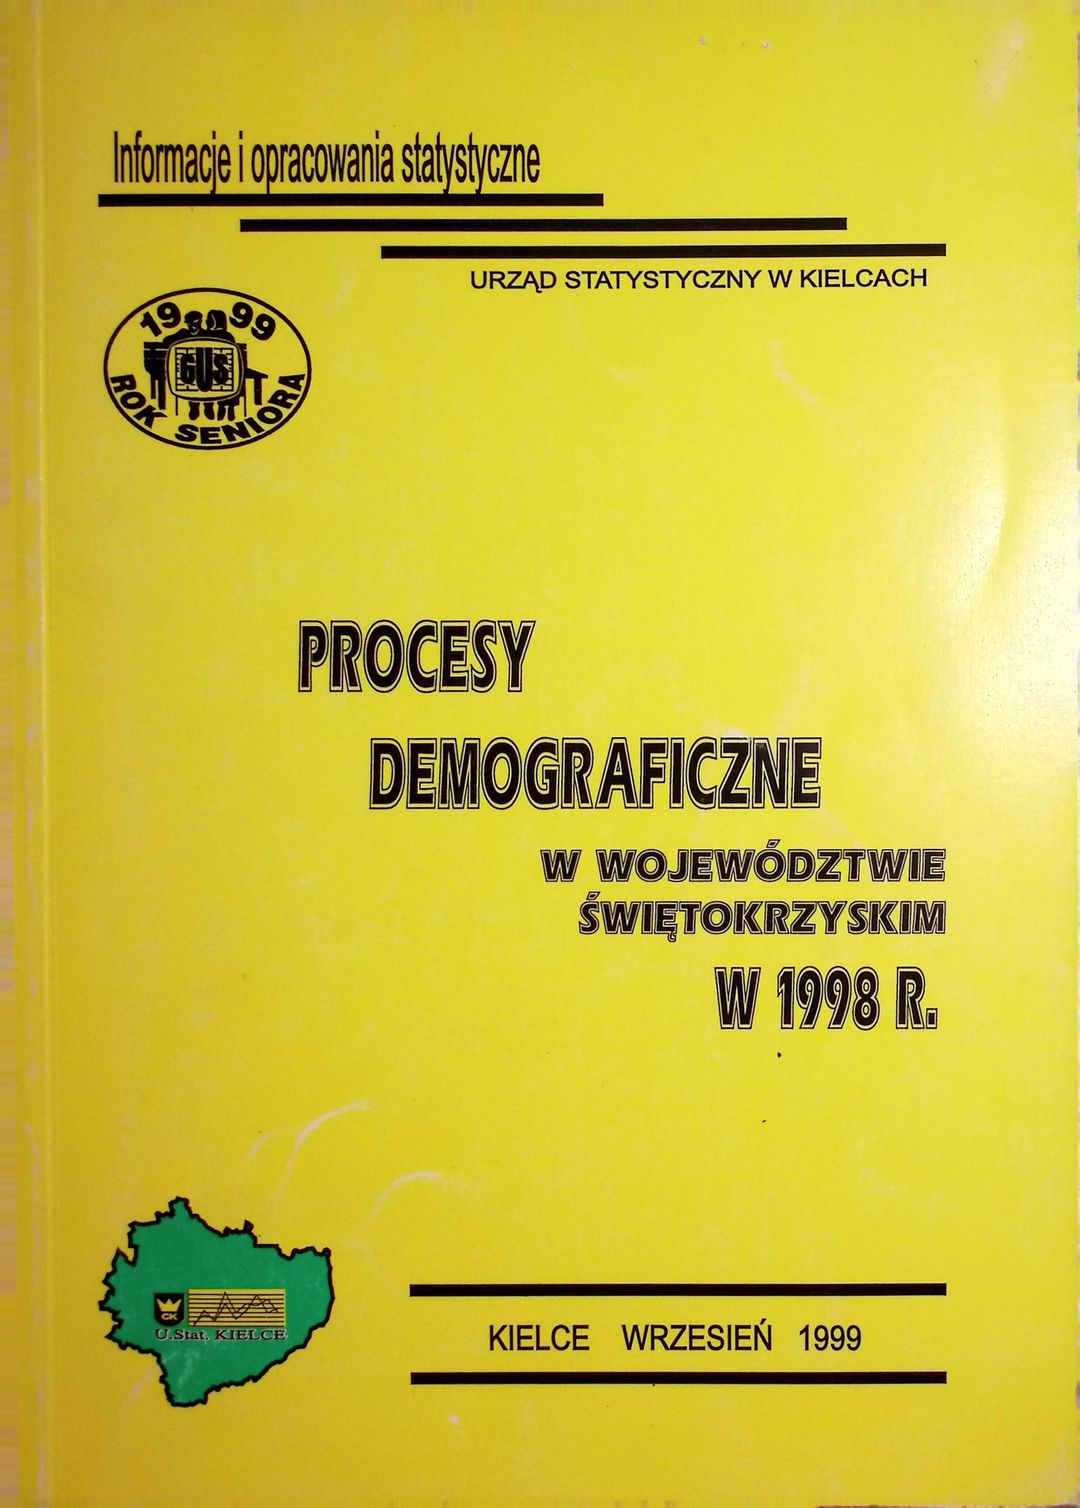 Informacje i opracowania statystyczne
URZĄD STATYSTYCZNY W KIELCACH
1999
GUS
ROK SENIORA
PROCESY
DEMOGRAFICZNE
W WOJEWÓDZTWIE
ŚWIĘTOKRZYSKIM
W 1998 R.
CK
U.Stat. KIELCE
KIELCE WRZESIEŃ 1999